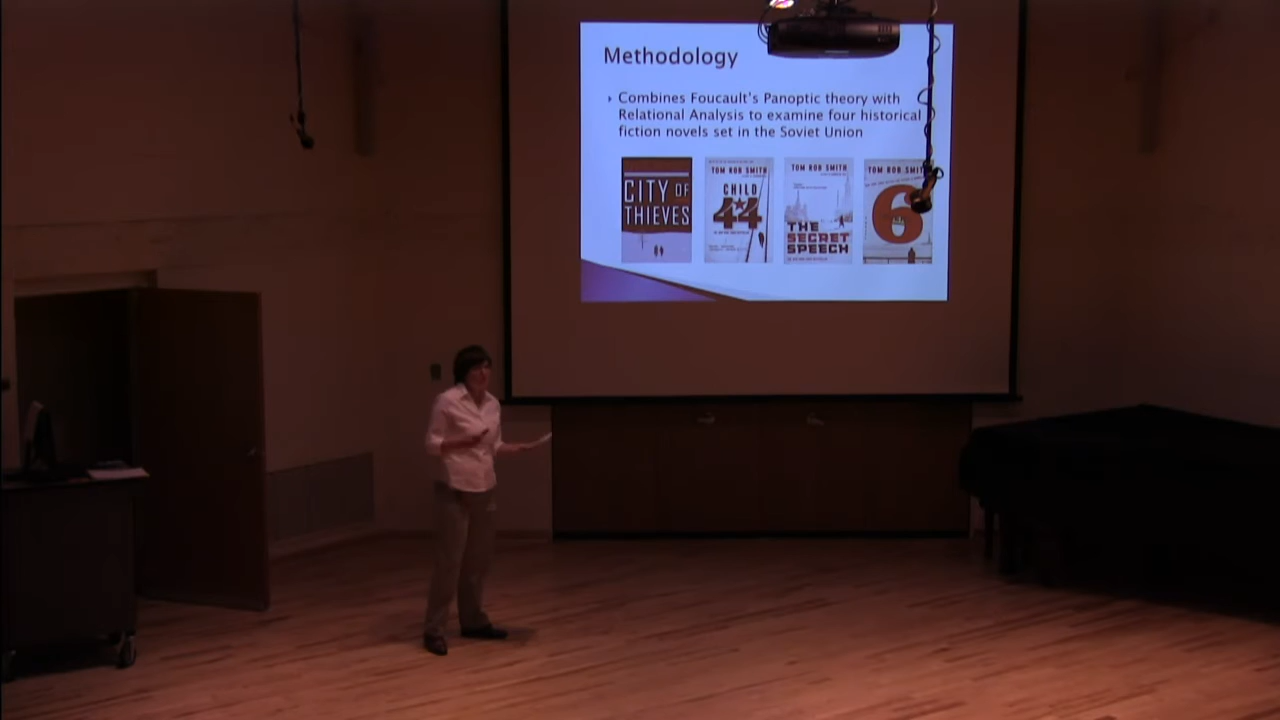 Methodology
Combines Foucault's Panoptic theory with
Relational Analysis to examine four historical
fiction novels set in the Soviet Union
CITY OF
THIEVES
TOM ROB SMITH
CHILD
44
TOM ROB SMITH
THE
SECRET
SPEECH
TOM ROB SMIT
6